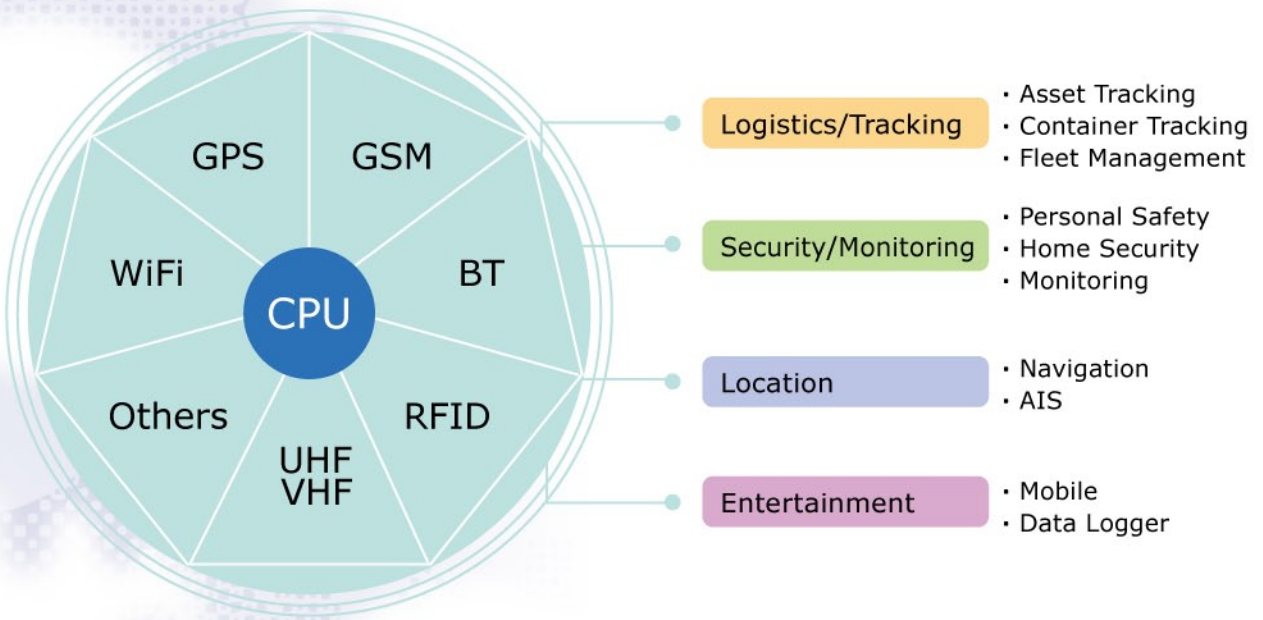 GPS
GSM
WiFi
BT
CPU
Others
RFID
UHF
VHF
Logistics/Tracking
· Asset Tracking
· Container Tracking
· Fleet Management
Security/Monitoring
· Personal Safety
· Home Security
· Monitoring
Location
· Navigation
· AIS
Entertainment
· Mobile
· Data Logger